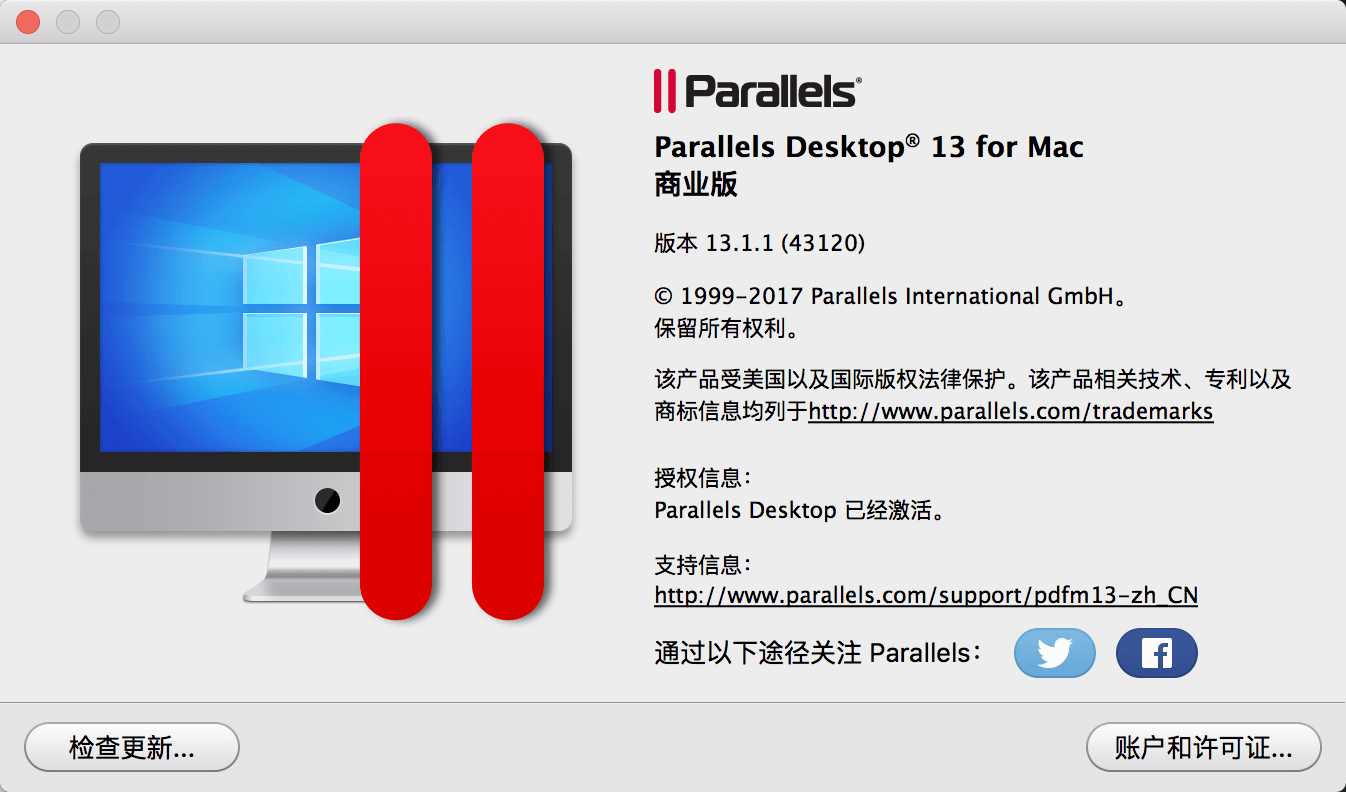 Parallels®
Parallels Desktop® 13 for Mac
商业版
版本 13.1.1 (43120)
© 1999-2017 Parallels International GmbH。
保留所有权利。
该产品受美国以及国际版权法律保护。该产品相关技术、专利以及
商标信息均列于http://www.parallels.com/trademarks
授权信息：
Parallels Desktop 已经激活。
支持信息：
http://www.parallels.com/support/pdfm13-zh_CN
通过以下途径关注 Parallels：
检查更新...
账户和许可证...